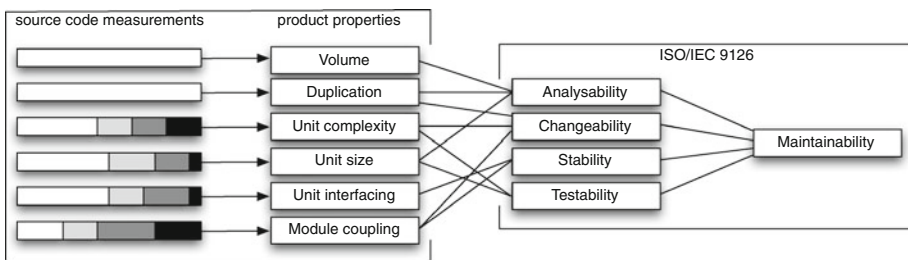 source code measurements
product properties
ISO/IEC 9126
Volume
Duplication
Unit complexity
Unit size
Unit interfacing
Module coupling
Analysability
Changeability
Stability
Testability
Maintainability